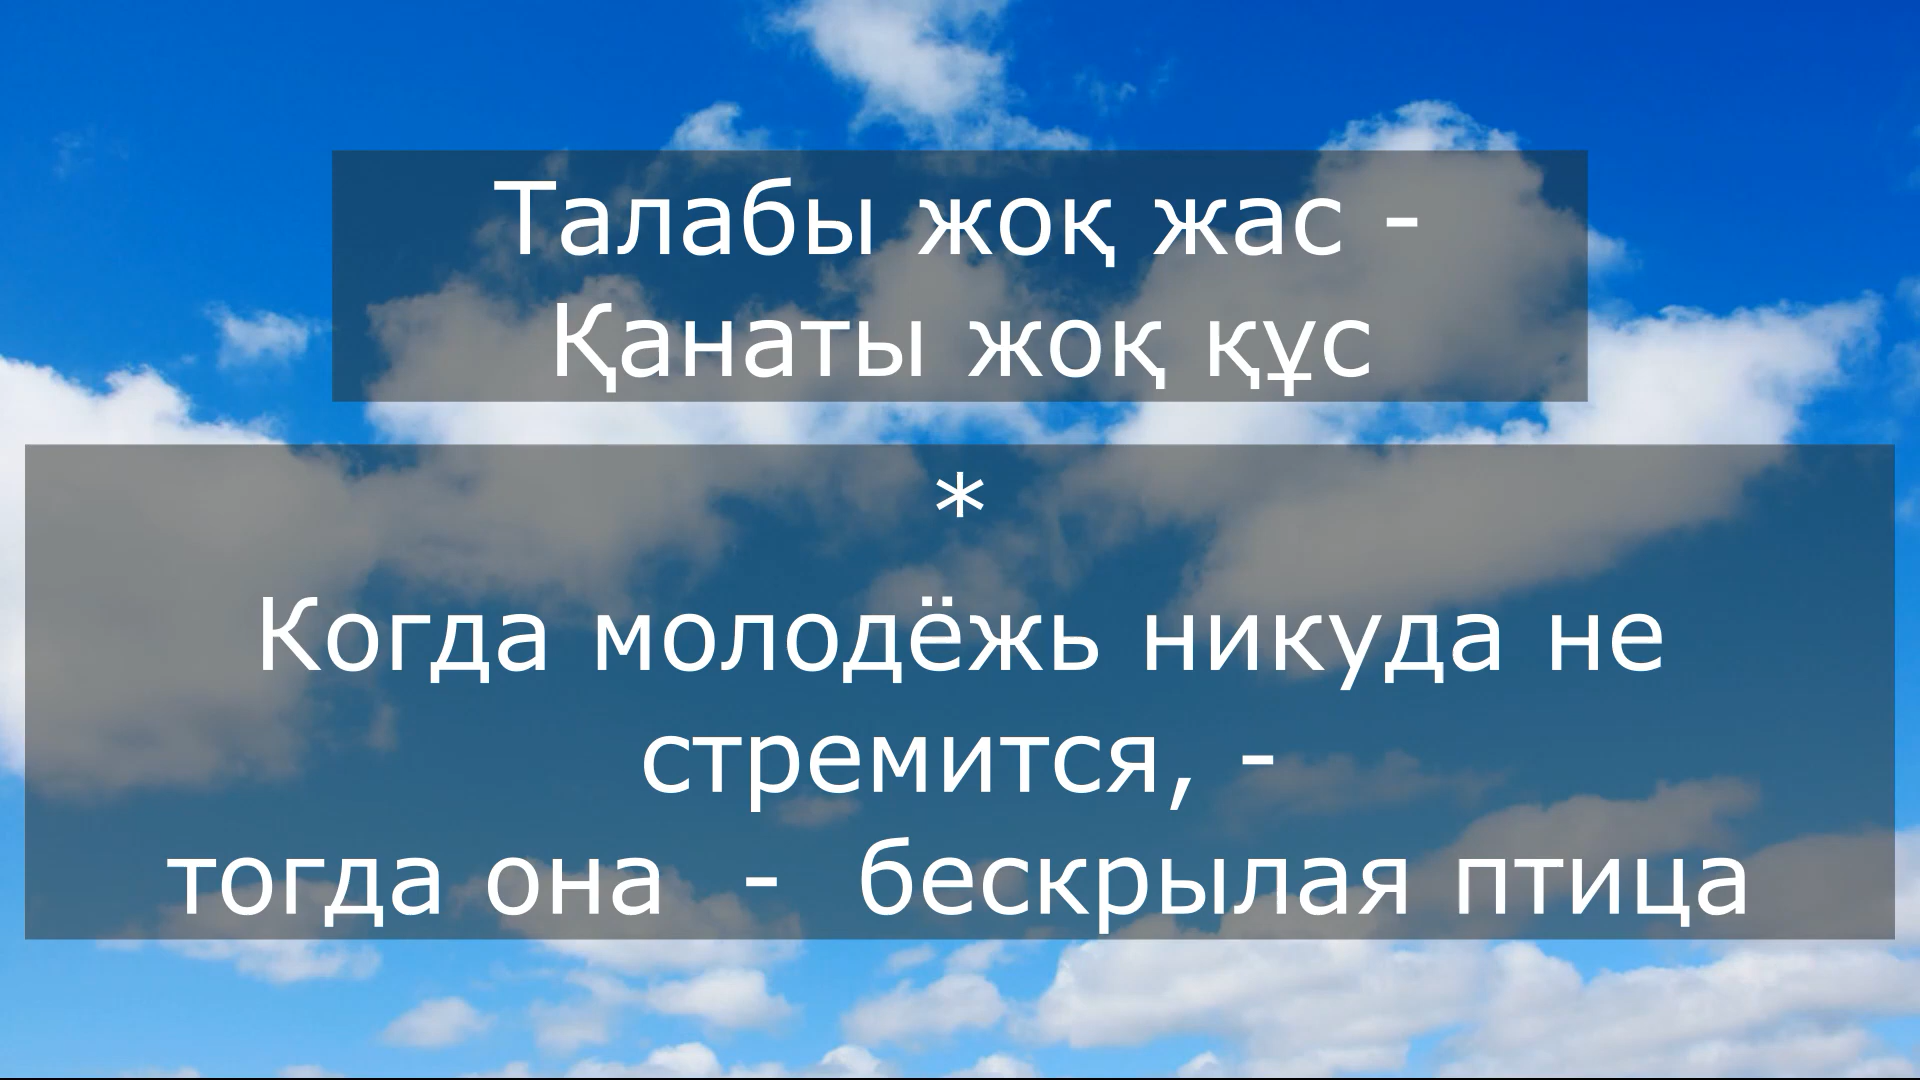 Талабы жоқ жас -
Қанаты жоқ құс
*
Когда молодёжь никуда не
стремится, -
тогда она  -  бескрылая птица